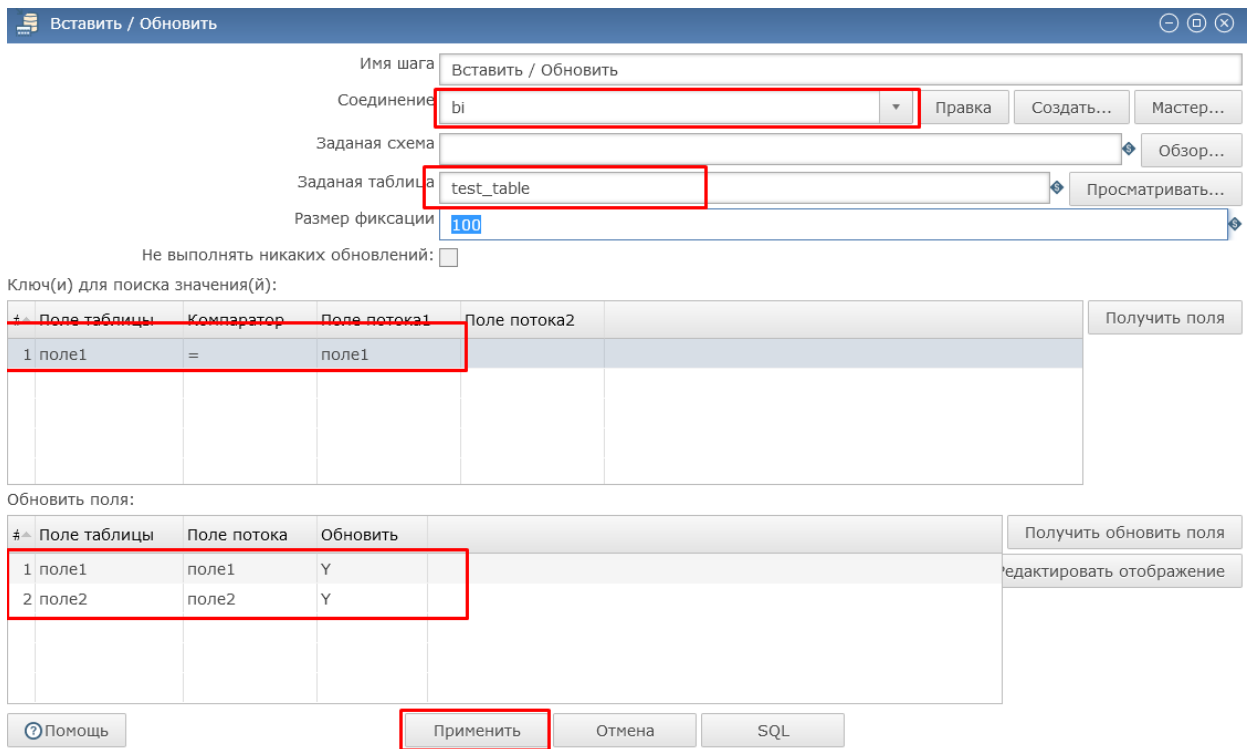 Вставить / Обновить
Имя шага Вставить / Обновить
Соединение bi Правка Создать... Мастер...
Заданая схема Обзор...
Заданая таблица test_table Просматривать...
Размер фиксации 100
Не выполнять никаких обновлений:
Ключ(и) для поиска значения(й):
# Поле таблицы Компаратор Поле потока1 Поле потока2 Получить поля
1 поле1 = поле1
Обновить поля:
# Поле таблицы Поле потока Обновить Получить обновить поля
1 поле1 поле1 Y Редактировать отображение
2 поле2 поле2 Y
Помощь Применить Отмена SQL